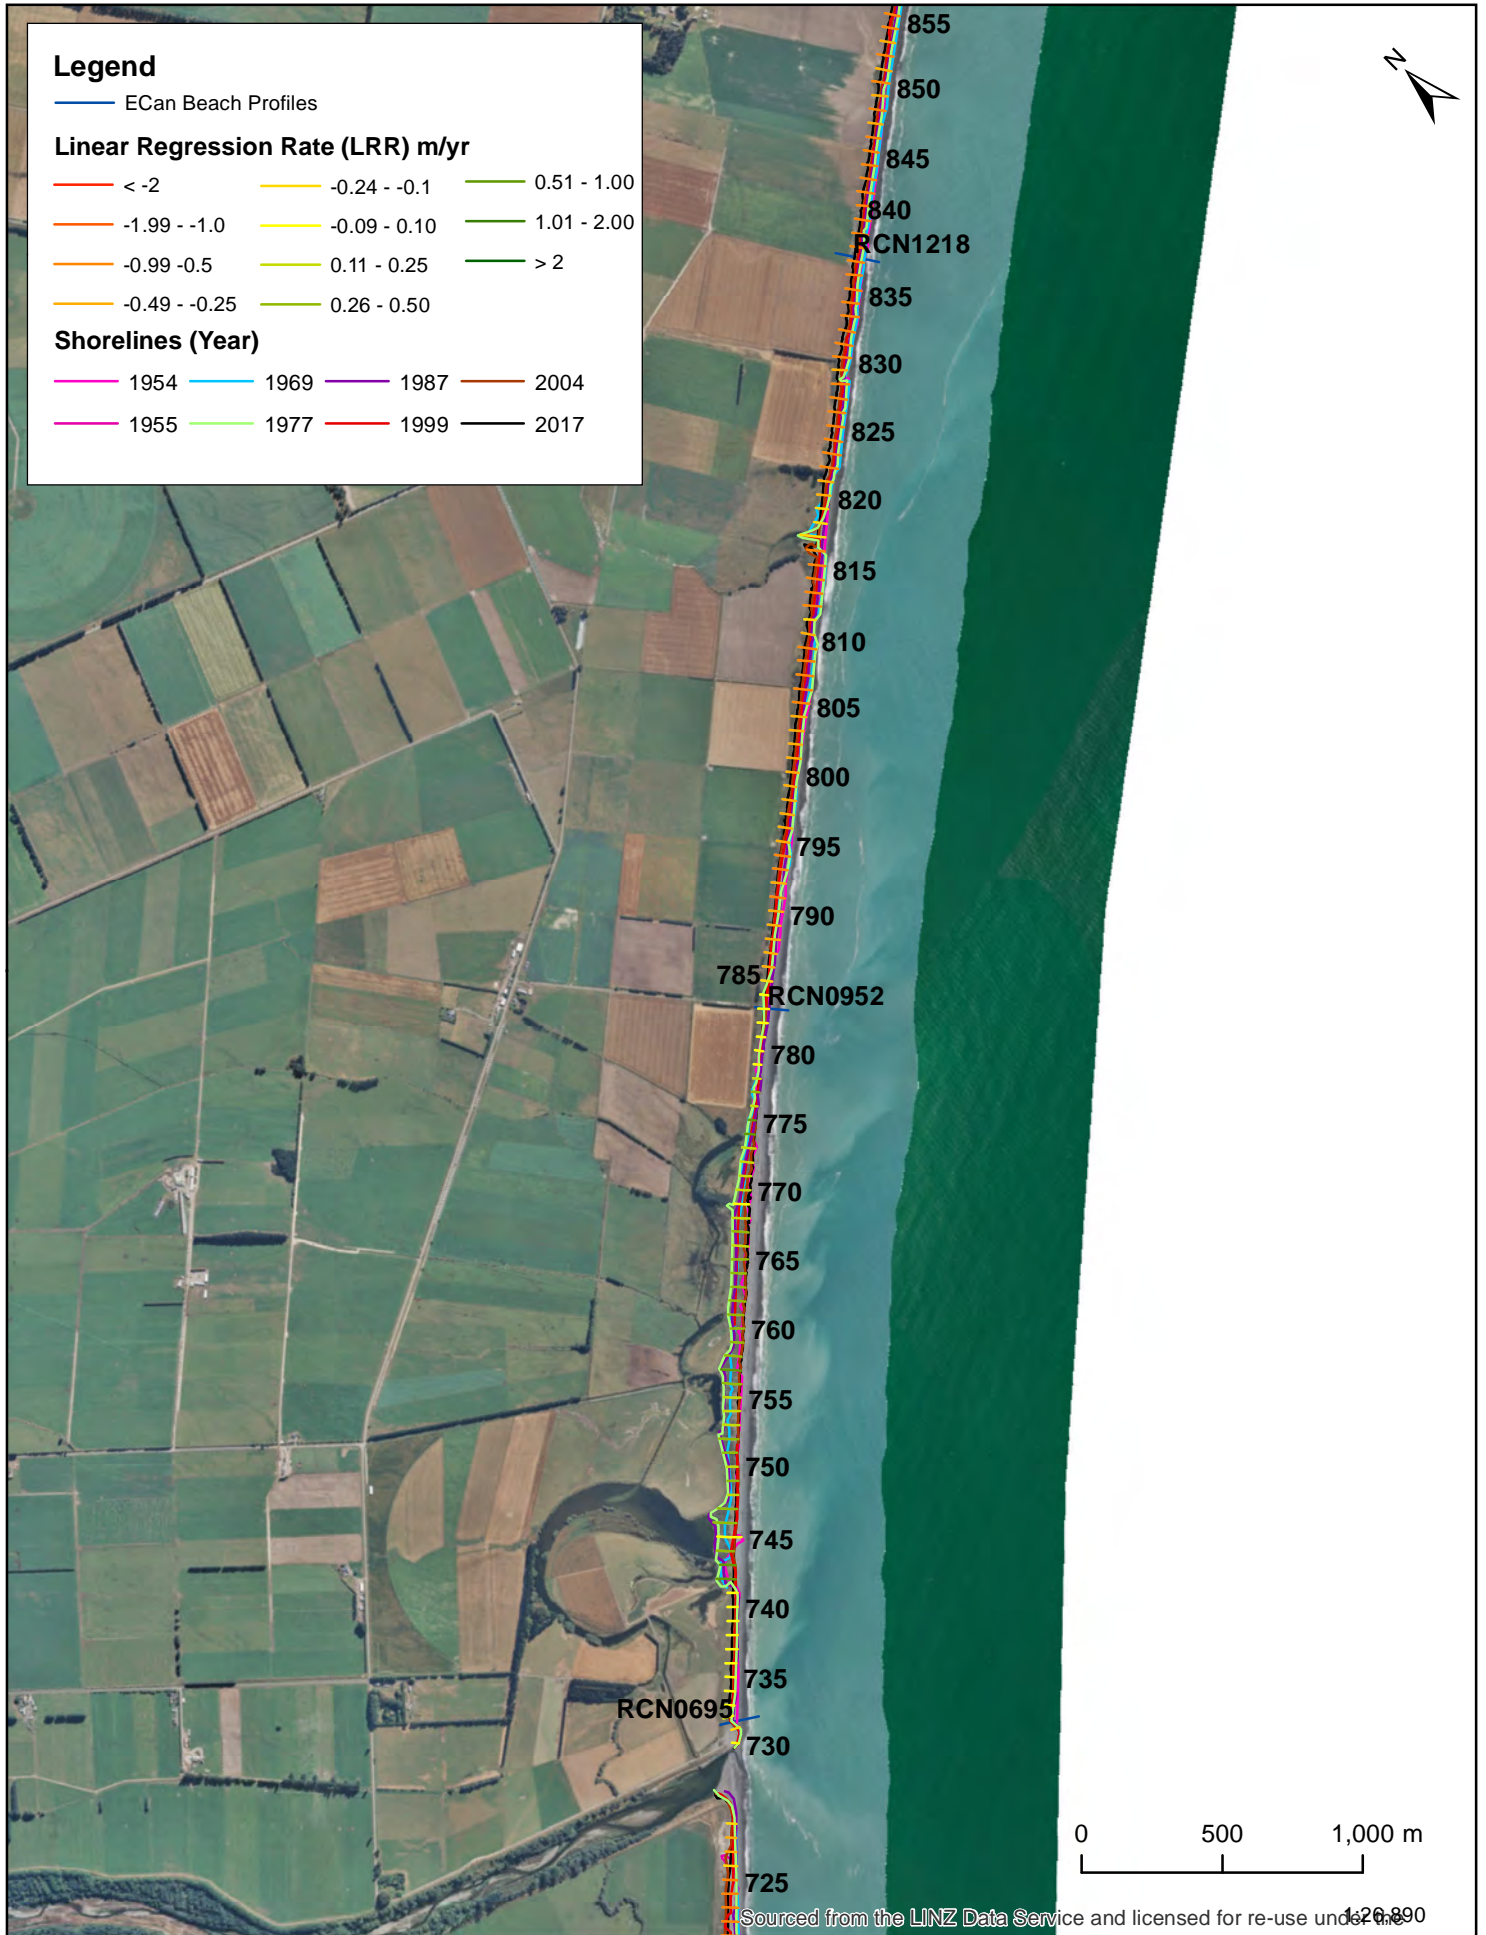 Legend
ECan Beach Profiles
Linear Regression Rate (LRR) m/yr
< -2
-1.99 - -1.0
-0.99 -0.5
-0.49 - -0.25
-0.24 - -0.1
-0.09 - 0.10
0.11 - 0.25
0.26 - 0.50
0.51 - 1.00
1.01 - 2.00
> 2
Shorelines (Year)
1954
1969
1987
2004
1955
1977
1999
2017
N
855
850
845
840
RCN1218
835
830
825
820
815
810
805
800
795
790
785
RCN0952
780
775
770
765
760
755
750
745
740
735
RCN0695
730
725
0 500 1,000 m
Sourced from the LINZ Data Service and licensed for re-use under the
1:26,890